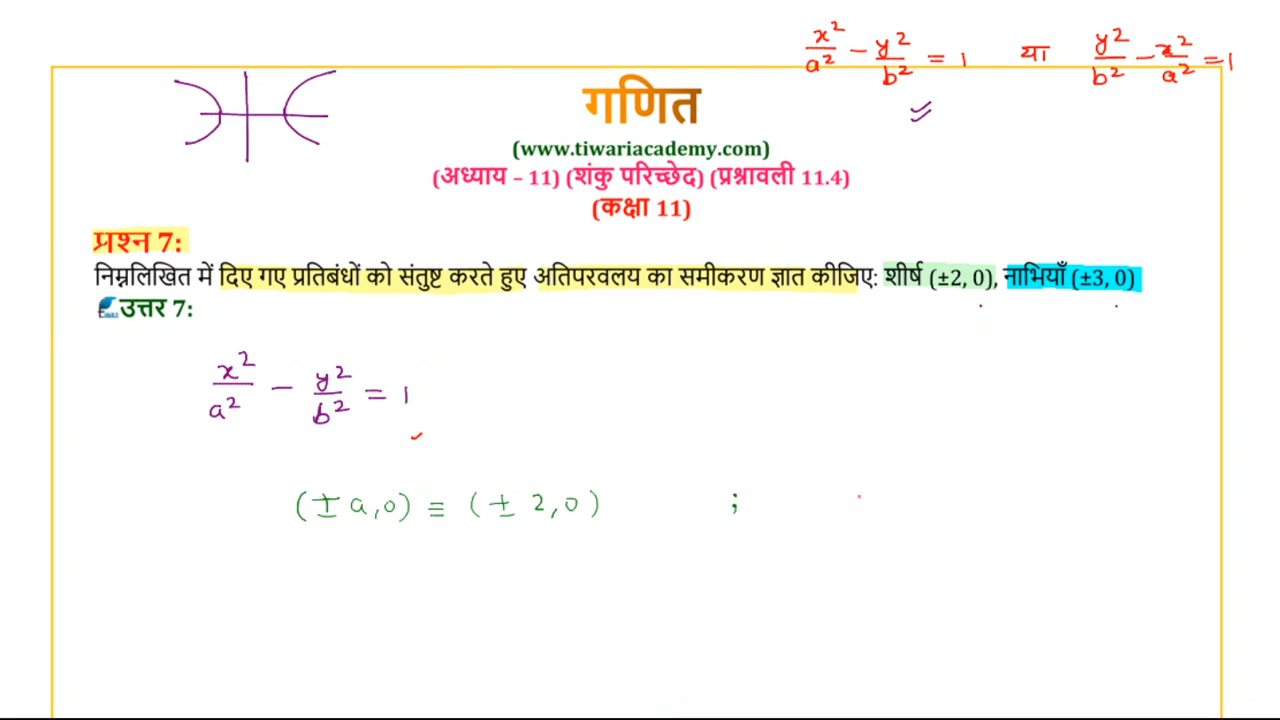 x²/a² − y²/b² = 1 या y²/b² − x²/a² = 1
गणित
(www.tiwariacademy.com)
(अध्याय – 11) (शंकु परिच्छेद) (प्रश्नावली 11.4)
(कक्षा 11)
प्रश्न 7:
निम्नलिखित में दिए गए प्रतिबंधों को संतुष्ट करते हुए अतिपरवलय का समीकरण ज्ञात कीजिए: शीर्ष (±2, 0), नाभियाँ (±3, 0)
उत्तर 7:
x²/a² − y²/b² = 1
(± a, 0) ≡ (± 2, 0) ;